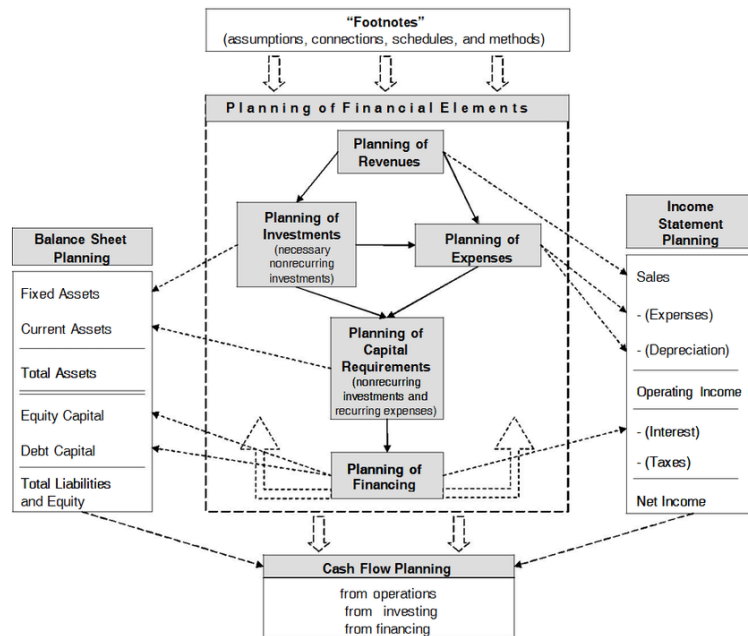 “Footnotes”
(assumptions, connections, schedules, and methods)
Planning of Financial Elements
Planning of
Revenues
Planning of
Investments
(necessary
nonrecurring
investments)
Planning of
Expenses
Planning of
Capital
Requirements
(nonrecurring
investments and
recurring expenses)
Planning of
Financing
Balance Sheet
Planning
Fixed Assets
Current Assets
Total Assets
Equity Capital
Debt Capital
Total Liabilities
and Equity
Income
Statement
Planning
Sales
- (Expenses)
- (Depreciation)
Operating Income
- (Interest)
- (Taxes)
Net Income
Cash Flow Planning
from operations
from investing
from financing